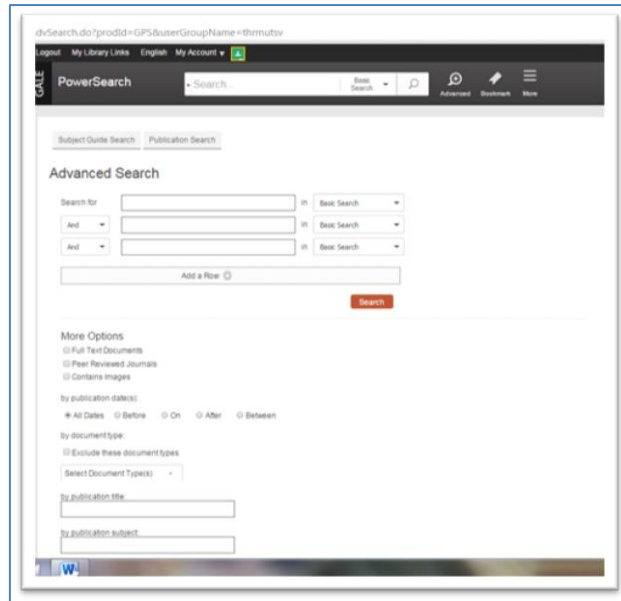 dvSearch.do?prodId=GPS&userGroupName=thrmutsv
Logout My Library Links English My Account
GALE
PowerSearch Search... Basic Search
Advanced Bookmark More
Subject Guide Search Publication Search
Advanced Search
Search for in Basic Search
And in Basic Search
And in Basic Search
Add a Row
Search
More Options
Full Text Documents
Peer Reviewed Journals
Contains Images
by publication date(s):
All Dates Before On After Between
by document type:
Exclude these document types
Select Document Type(s)
by publication title:
by publication subject:
W